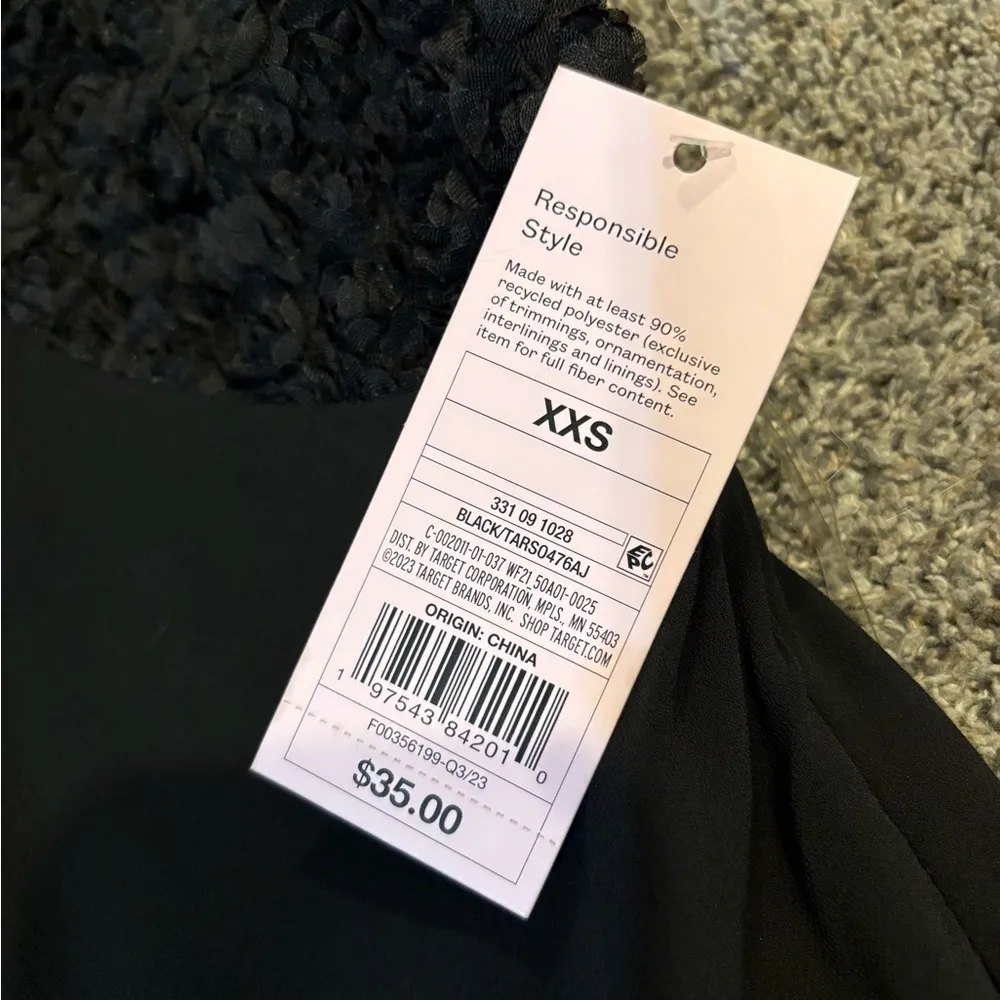 Responsible
Style
Made with at least 90%
recycled polyester (exclusive
of trimmings, ornamentation,
interlinings and linings). See
item for full fiber content.
XXS
331 09 1028
BLACK/TARS0476AJ
C-002011-01-037 WF21 50A01-0025
DIST. BY TARGET CORPORATION, MPLS., MN 55403
©2023 TARGET BRANDS, INC. SHOP TARGET.COM
ORIGIN: CHINA
1 97543 84201 0
F00356199-Q3/23
$35.00